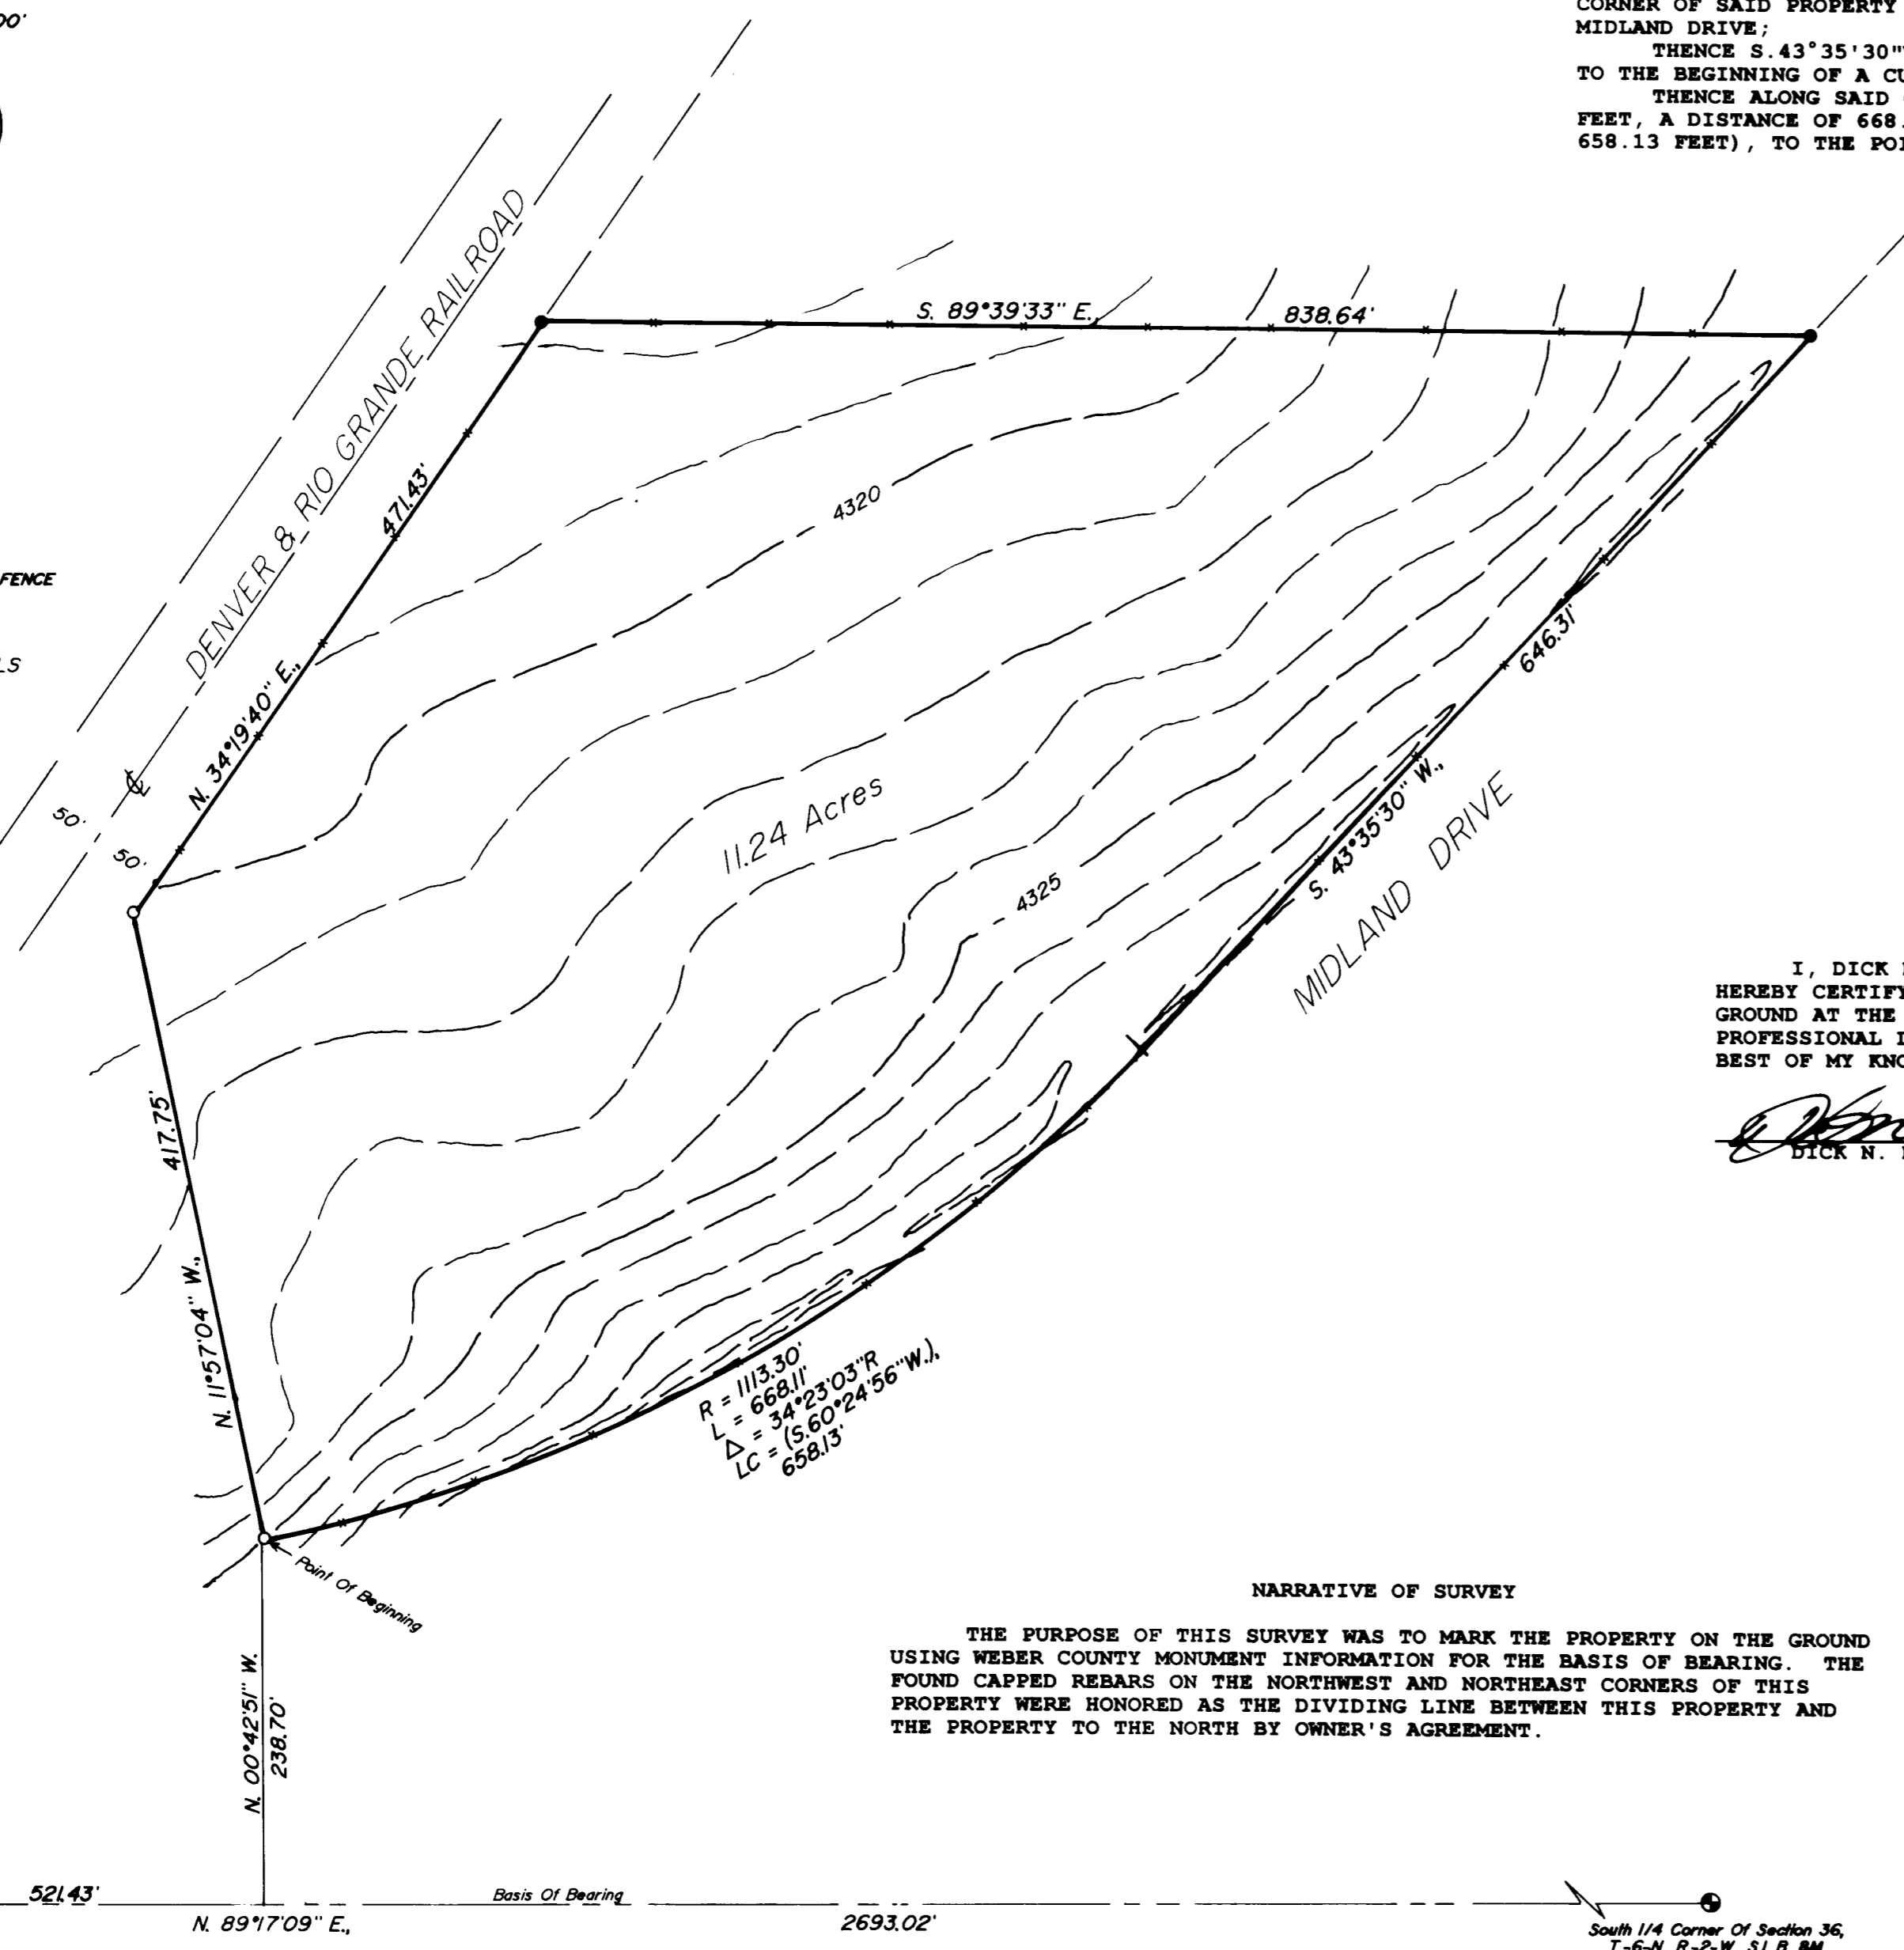 00'
CORNER OF SAID PROPERTY
MIDLAND DRIVE;
THENCE S.43°35'30"
TO THE BEGINNING OF A CU
THENCE ALONG SAID
FEET, A DISTANCE OF 668.
658.13 FEET), TO THE POI
DENVER & RIO GRANDE RAILROAD
S. 89°39'33" E., 838.64'
N. 34°19'40" E., 471.43'
4320
FENCE
LS
℄
50'
50'
646.31'
S. 43°35'30" W.,
MIDLAND DRIVE
11.24 Acres
4325
I, DICK
HEREBY CERTIFY
GROUND AT THE
PROFESSIONAL
BEST OF MY KNO
DICK N.
417.75'
N. 11°57'04" W.,
R = 1113.30'
L = 668.11'
Δ = 34°23'03"R
LC = (S.60°24'56"W.),
658.13'
Point Of Beginning
NARRATIVE OF SURVEY
THE PURPOSE OF THIS SURVEY WAS TO MARK THE PROPERTY ON THE GROUND
USING WEBER COUNTY MONUMENT INFORMATION FOR THE BASIS OF BEARING. THE
FOUND CAPPED REBARS ON THE NORTHWEST AND NORTHEAST CORNERS OF THIS
PROPERTY WERE HONORED AS THE DIVIDING LINE BETWEEN THIS PROPERTY AND
THE PROPERTY TO THE NORTH BY OWNER'S AGREEMENT.
N. 00°42'51" W.
238.70'
521.43'
Basis Of Bearing
N. 89°17'09" E., 2693.02'
South 1/4 Corner Of Section 36,
T-6-N, R-2-W, SLB, BM